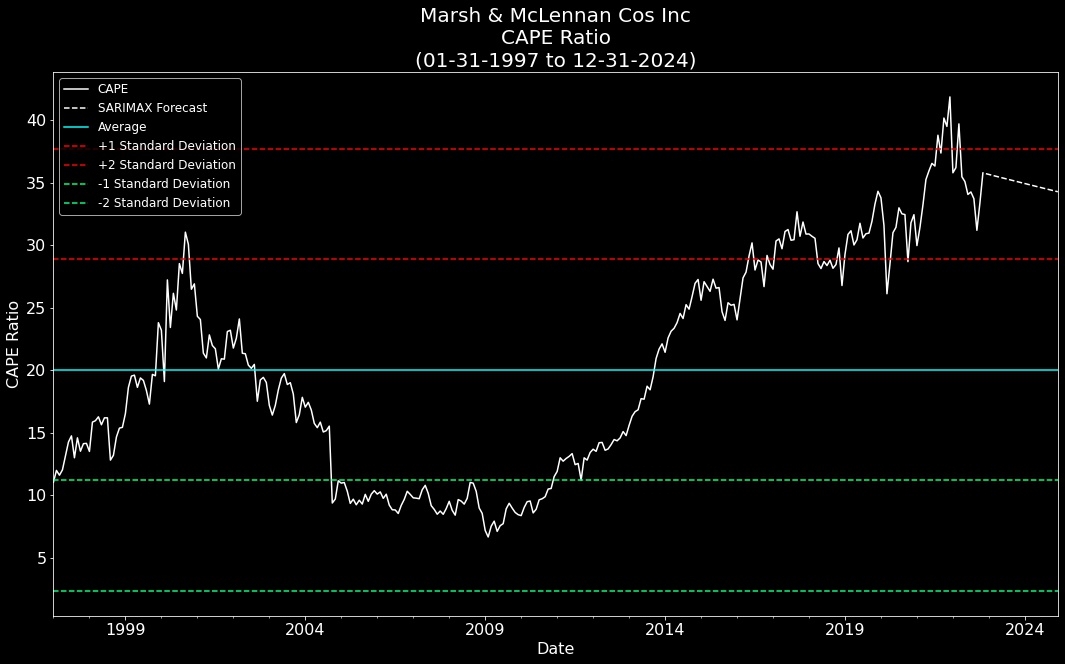 Marsh & McLennan Cos Inc
CAPE Ratio
(01-31-1997 to 12-31-2024)
CAPE
SARIMAX Forecast
Average
+1 Standard Deviation
+2 Standard Deviation
-1 Standard Deviation
-2 Standard Deviation
CAPE Ratio
40
35
30
25
20
15
10
5
1999
2004
2009
2014
2019
2024
Date